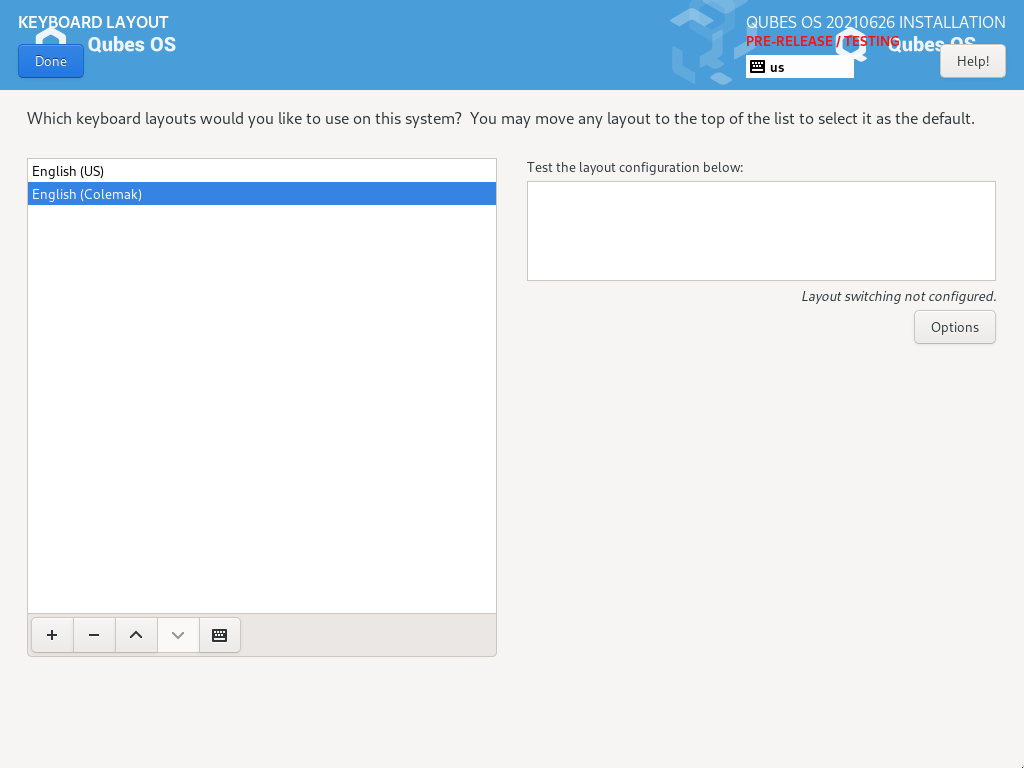 KEYBOARD LAYOUT
Qubes OS
Done
QUBES OS 20210626 INSTALLATION
PRE-RELEASE / TESTING
Qubes OS
us
Help!
Which keyboard layouts would you like to use on this system?  You may move any layout to the top of the list to select it as the default.
English (US)
English (Colemak)
Test the layout configuration below:
Layout switching not configured.
Options